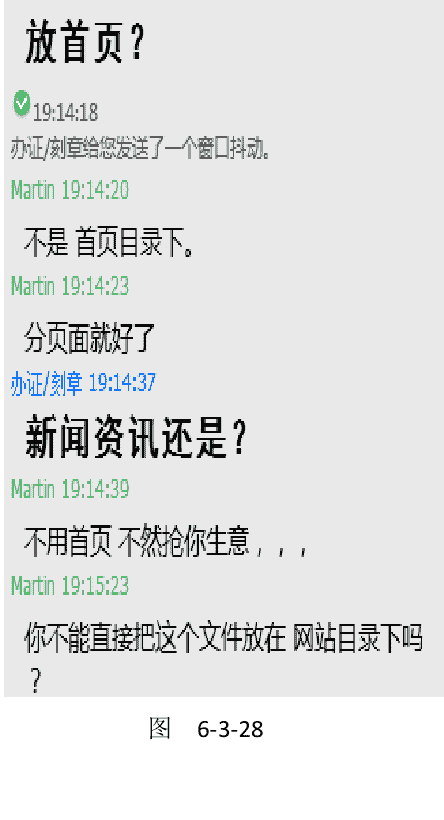 放首页？
19:14:18
办证/刻章给您发送了一个窗口抖动。
Martin 19:14:20
不是 首页目录下。
Martin 19:14:23
分页面就好了
办证/刻章 19:14:37
新闻资讯还是？
Martin 19:14:39
不用首页 不然抢你生意，，，
Martin 19:15:23
你不能直接把这个文件放在 网站目录下吗
？
图 6-3-28